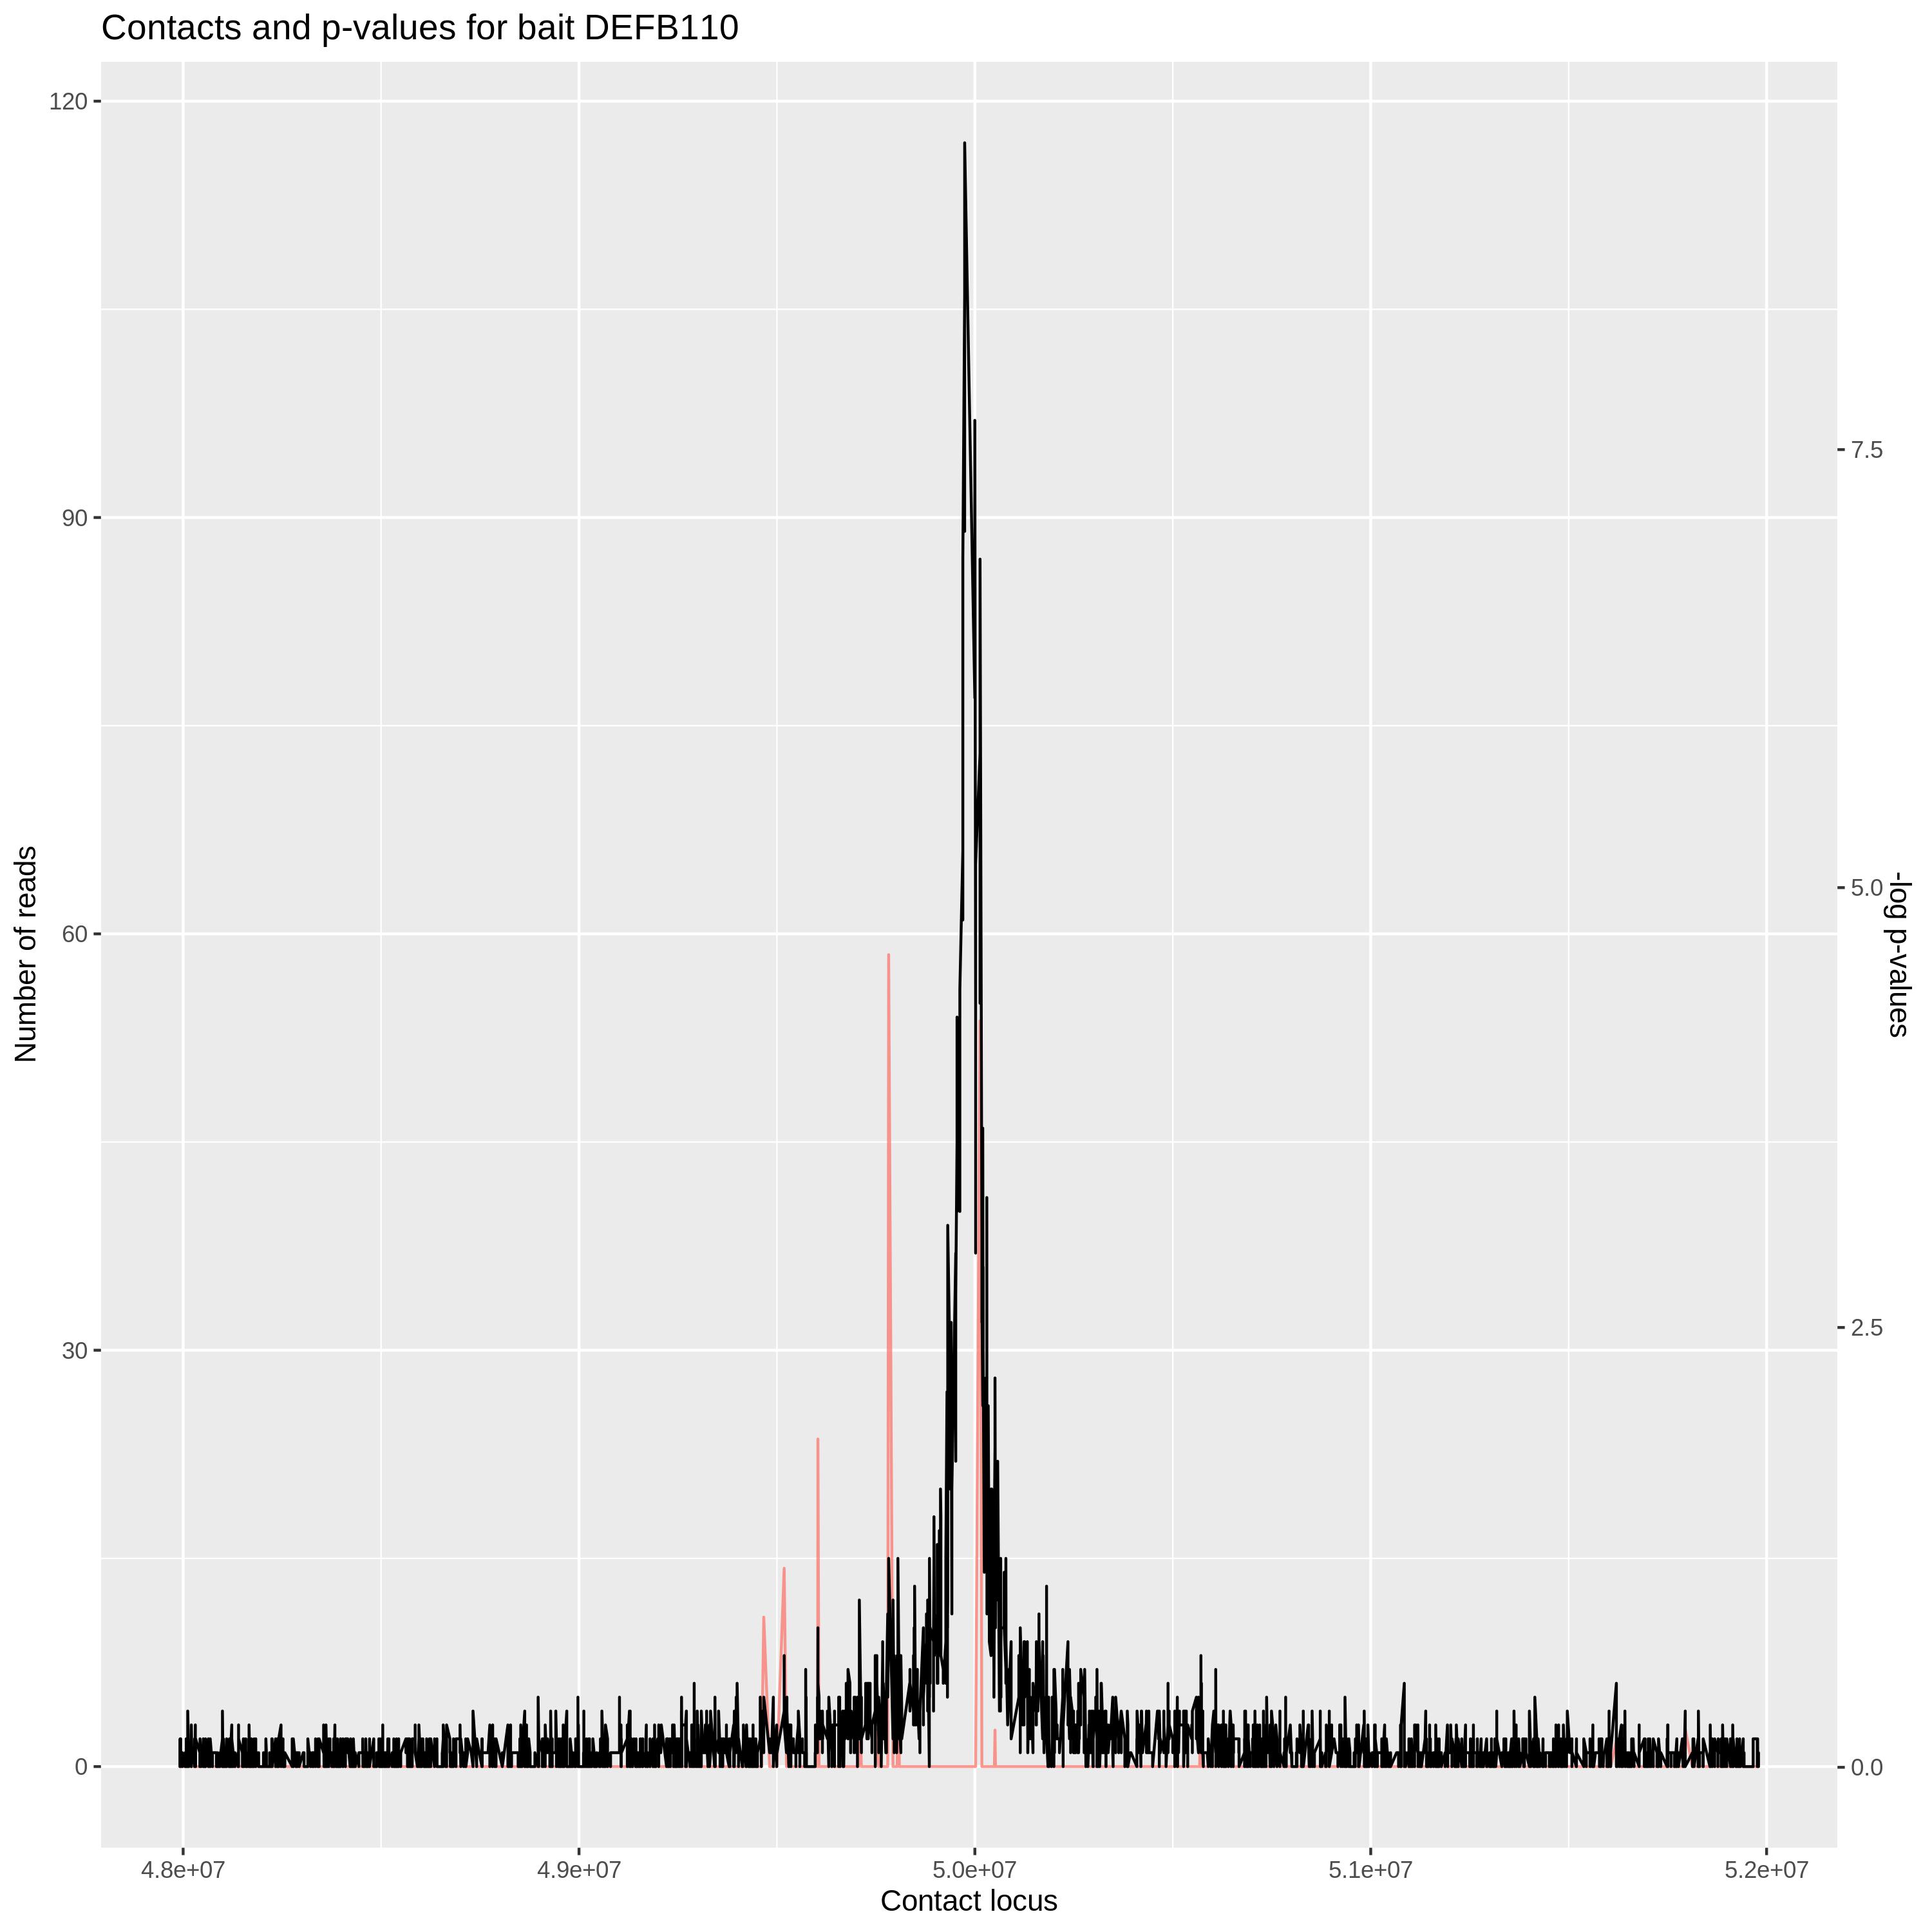 Contacts and p-values for bait DEFB110
120
90
60
30
0
Number of reads
7.5
5.0
2.5
0.0
-log p-values
4.8e+07 4.9e+07 5.0e+07 5.1e+07 5.2e+07
Contact locus